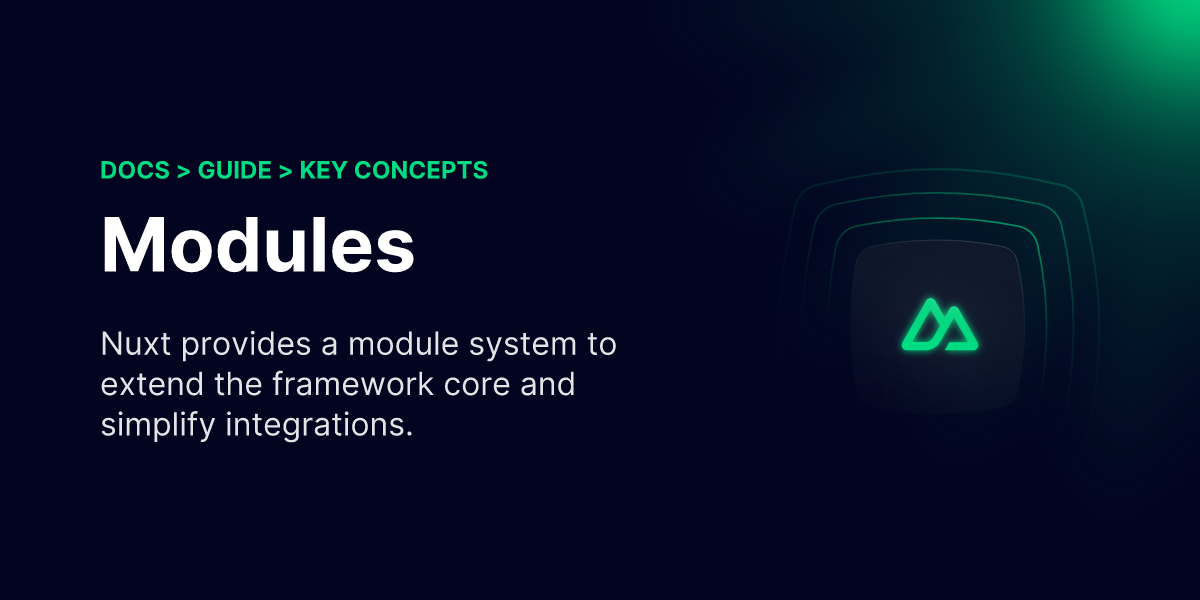 DOCS > GUIDE > KEY CONCEPTS
Modules
Nuxt provides a module system to
extend the framework core and
simplify integrations.